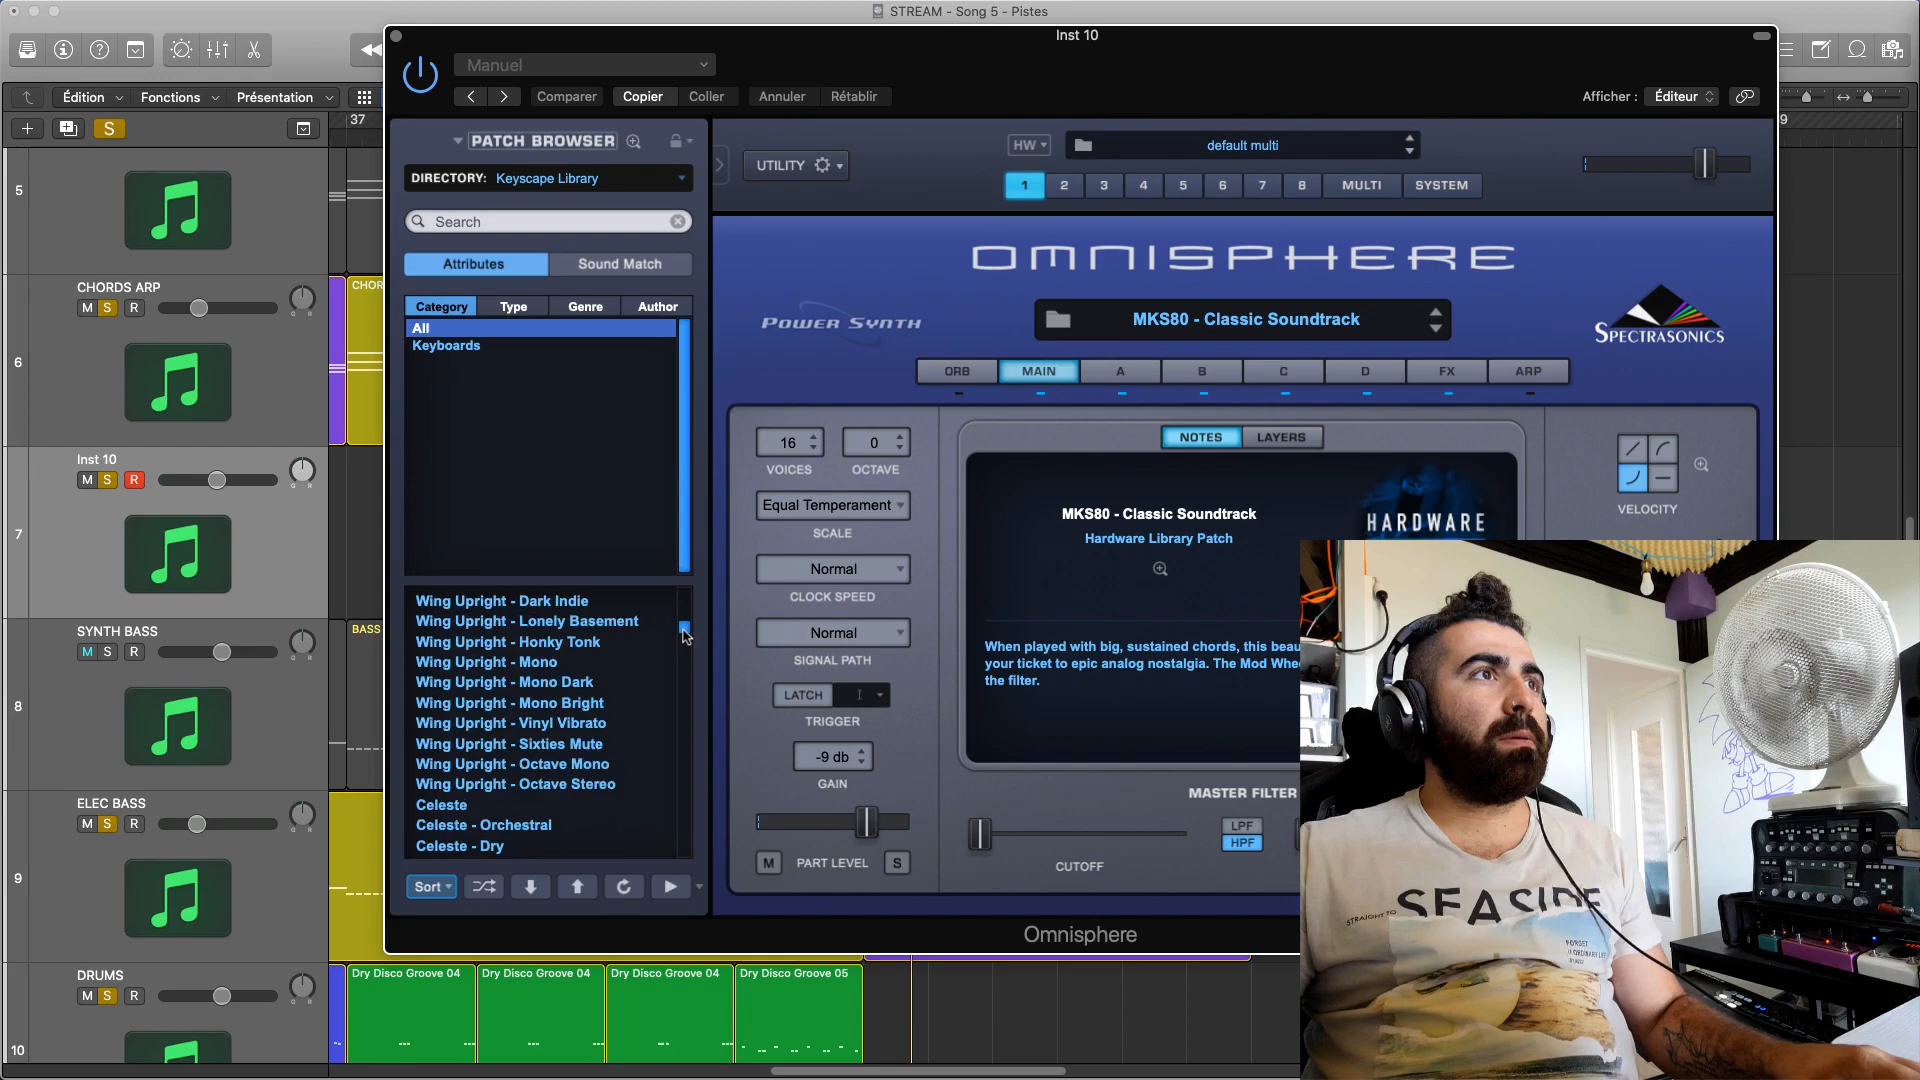 STREAM - Song 5 - Pistes
Inst 10
Manuel
Comparer
Copier
Coller
Annuler
Rétablir
Afficher :
Éditeur
Édition
Fonctions
Présentation
S
37
9
5
CHORDS ARP
M S R
CHOR
6
Inst 10
M S R
7
SYNTH BASS
M S R
BASS
8
ELEC BASS
M S R
9
DRUMS
M S R
10
Dry Disco Groove 04
Dry Disco Groove 04
Dry Disco Groove 04
Dry Disco Groove 05
PATCH BROWSER
DIRECTORY: Keyscape Library
Search
Attributes
Sound Match
Category
Type
Genre
Author
All
Keyboards
Wing Upright - Dark Indie
Wing Upright - Lonely Basement
Wing Upright - Honky Tonk
Wing Upright - Mono
Wing Upright - Mono Dark
Wing Upright - Mono Bright
Wing Upright - Vinyl Vibrato
Wing Upright - Sixties Mute
Wing Upright - Octave Mono
Wing Upright - Octave Stereo
Celeste
Celeste - Orchestral
Celeste - Dry
Sort
UTILITY
HW
default multi
1 2 3 4 5 6 7 8 MULTI SYSTEM
OMNISPHERE
POWER SYNTH
MKS80 - Classic Soundtrack
SPECTRASONICS
ORB MAIN A B C D FX ARP
16
VOICES
0
OCTAVE
Equal Temperament
SCALE
Normal
CLOCK SPEED
Normal
SIGNAL PATH
LATCH
TRIGGER
-9 db
GAIN
M PART LEVEL S
NOTES LAYERS
MKS80 - Classic Soundtrack
Hardware Library Patch
HARDWARE
When played with big, sustained chords, this beau
your ticket to epic analog nostalgia. The Mod Whe
the filter.
VELOCITY
MASTER FILTER
CUTOFF
LPF
HPF
Omnisphere
STRAIGHT TO
SEASIDE
FORGET